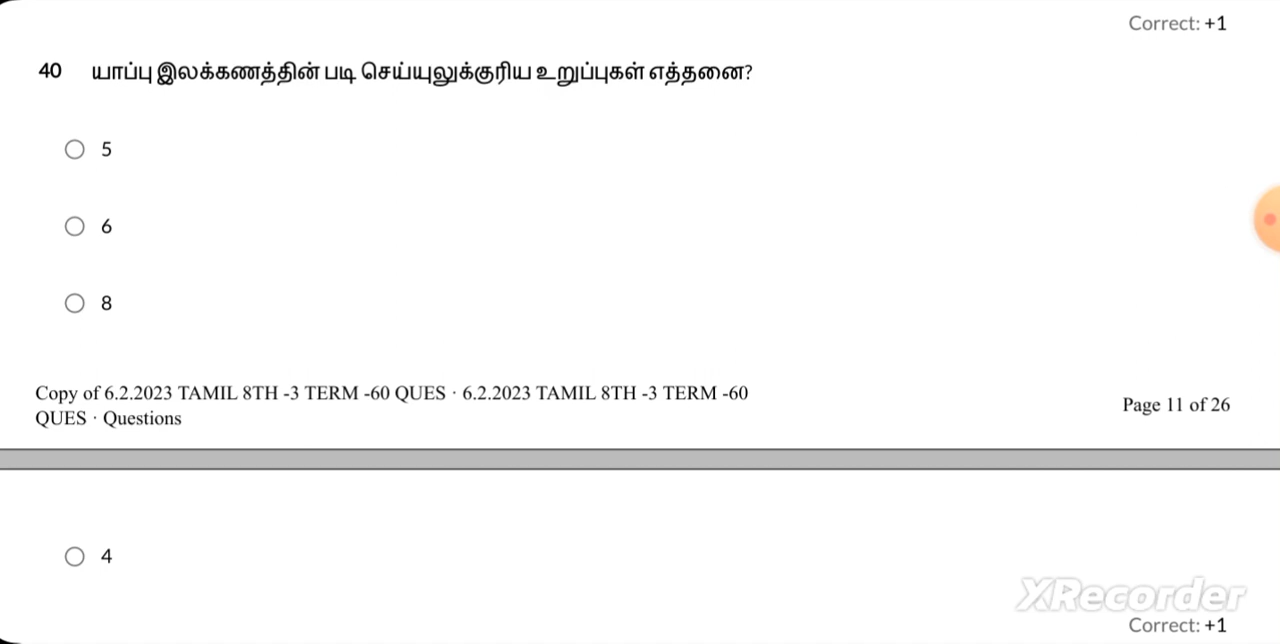 Correct: +1
40 யாப்பு இலக்கணத்தின் படி செய்யுலுக்குரிய உறுப்புகள் எத்தனை?
5
6
8
Copy of 6.2.2023 TAMIL 8TH -3 TERM -60 QUES · 6.2.2023 TAMIL 8TH -3 TERM -60
QUES · Questions
Page 11 of 26
4
XRecorder
Correct: +1